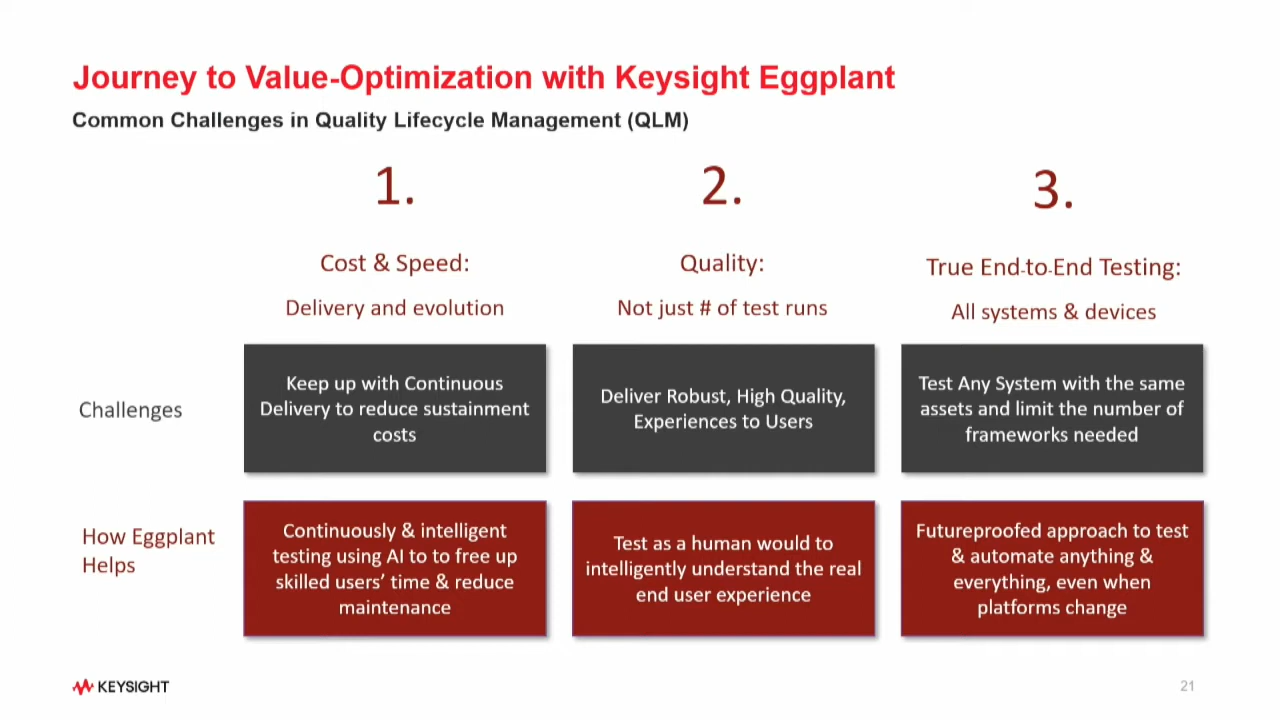 Journey to Value-Optimization with Keysight Eggplant
Common Challenges in Quality Lifecycle Management (QLM)
1.
2.
3.
Cost & Speed:
Quality:
True End-to-End Testing:
Delivery and evolution
Not just # of test runs
All systems & devices
Challenges
Keep up with Continuous
Delivery to reduce sustainment
costs
Deliver Robust, High Quality,
Experiences to Users
Test Any System with the same
assets and limit the number of
frameworks needed
How Eggplant
Helps
Continuously & intelligent
testing using AI to to free up
skilled users’ time & reduce
maintenance
Test as a human would to
intelligently understand the real
end user experience
Futureproofed approach to test
& automate anything &
everything, even when
platforms change
KEYSIGHT
21